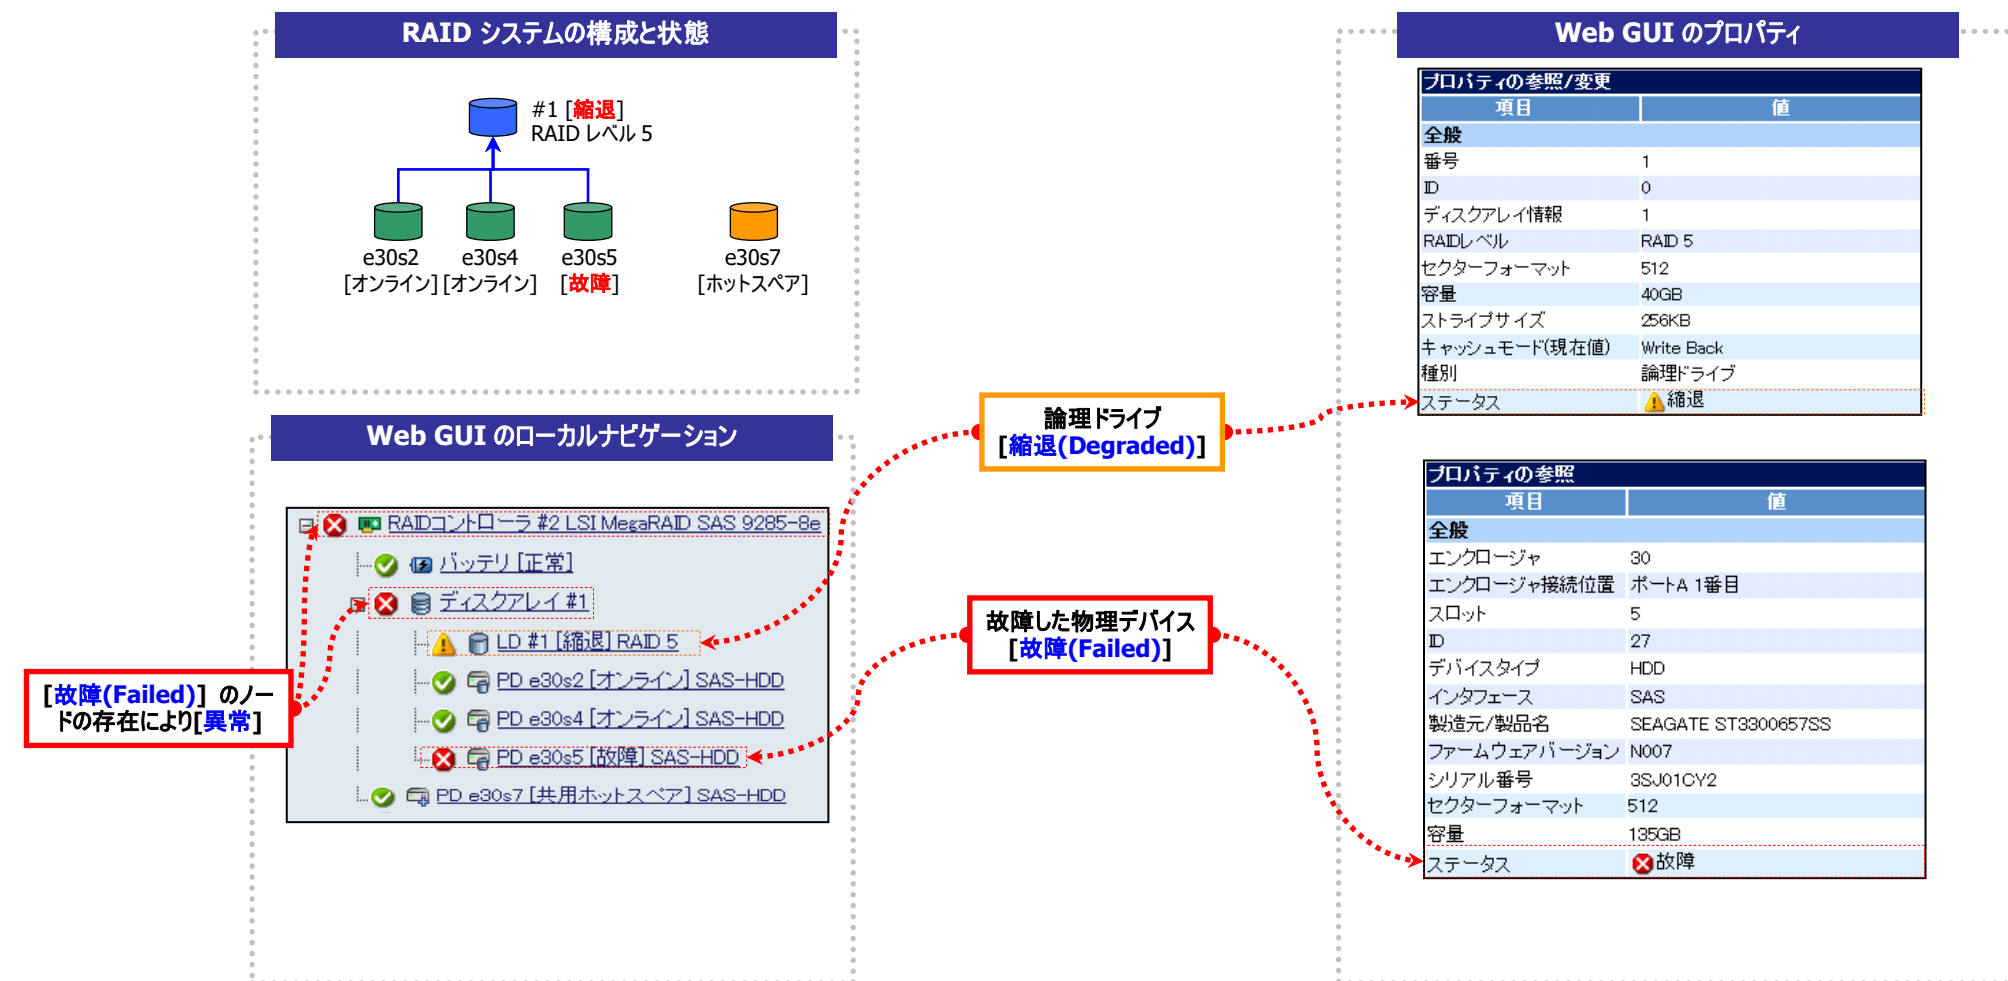 RAID システムの構成と状態
#1 [縮退]
RAID レベル 5
e30s2
[オンライン]
e30s4
[オンライン]
e30s5
[故障]
e30s7
[ホットスペア]
Web GUI のローカルナビゲーション
RAIDコントローラ #2 LSI MegaRAID SAS 9285-8e
バッテリ [正常]
ディスクアレイ #1
LD #1 [縮退] RAID 5
PD e30s2 [オンライン] SAS-HDD
PD e30s4 [オンライン] SAS-HDD
PD e30s5 [故障] SAS-HDD
PD e30s7 [共用ホットスペア] SAS-HDD
[故障(Failed)] のノー
ドの存在により[異常]
論理ドライブ
[縮退(Degraded)]
故障した物理デバイス
[故障(Failed)]
Web GUI のプロパティ
プロパティの参照/変更
項目 値
全般
番号 1
ID 0
ディスクアレイ情報 1
RAIDレベル RAID 5
セクターフォーマット 512
容量 40GB
ストライプサイズ 256KB
キャッシュモード(現在値) Write Back
種別 論理ドライブ
ステータス 縮退
プロパティの参照
項目 値
全般
エンクロージャ 30
エンクロージャ接続位置 ポートA 1番目
スロット 5
ID 27
デバイスタイプ HDD
インタフェース SAS
製造元/製品名 SEAGATE ST3300657SS
ファームウェアバージョン N007
シリアル番号 3SJ01CY2
セクターフォーマット 512
容量 135GB
ステータス 故障